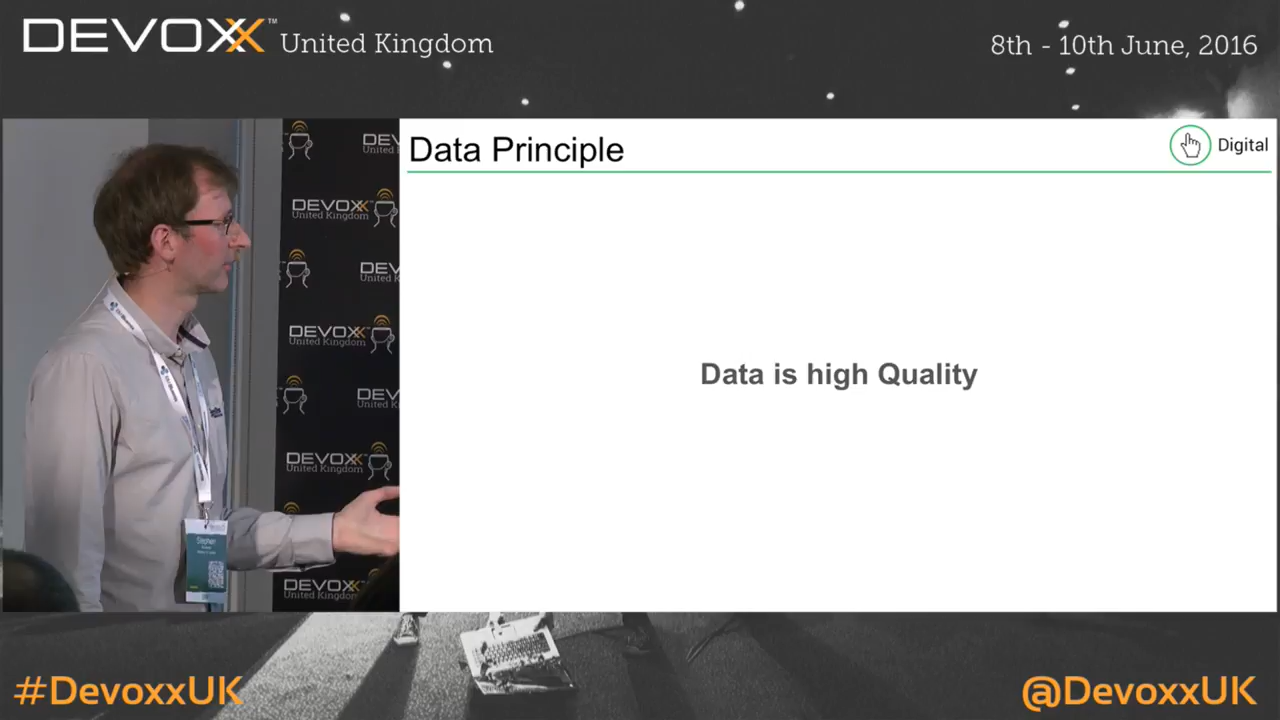 DEVOXX™ United Kingdom
8th - 10th June, 2016
Data Principle
Digital
Data is high Quality
DEVOXX
United Kingdom
DEVOXX
United Kingdom
DEVOXX
United Kingdom
DEVOXX
United Kingdom
Stephen
#DevoxxUK
@DevoxxUK